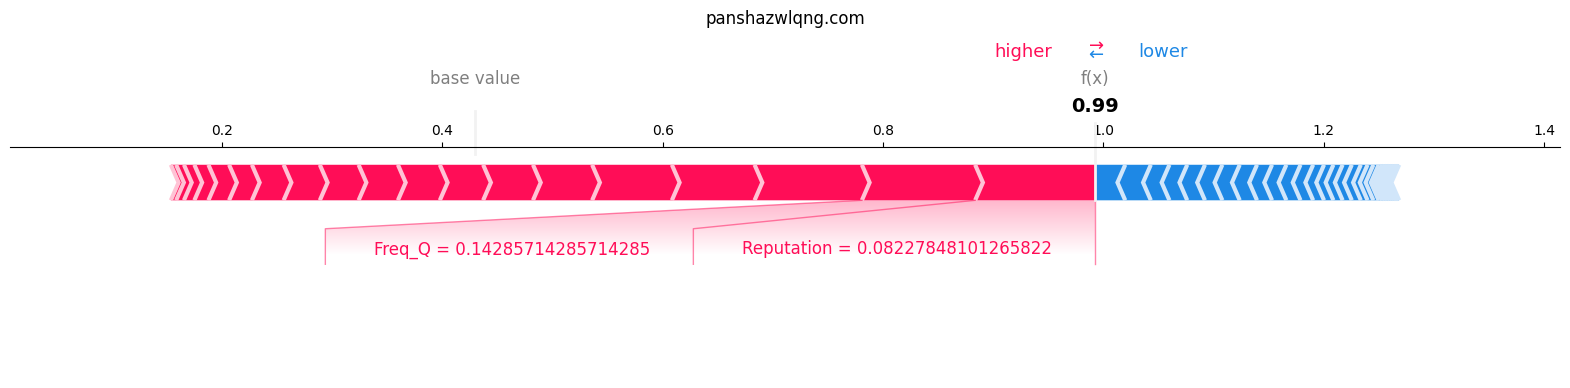 panshazwlqng.com
higher → ← lower
base value f(x)
0.99
0.2 0.4 0.6 0.8 1.0 1.2 1.4
Freq_Q = 0.14285714285714285 Reputation = 0.08227848101265822